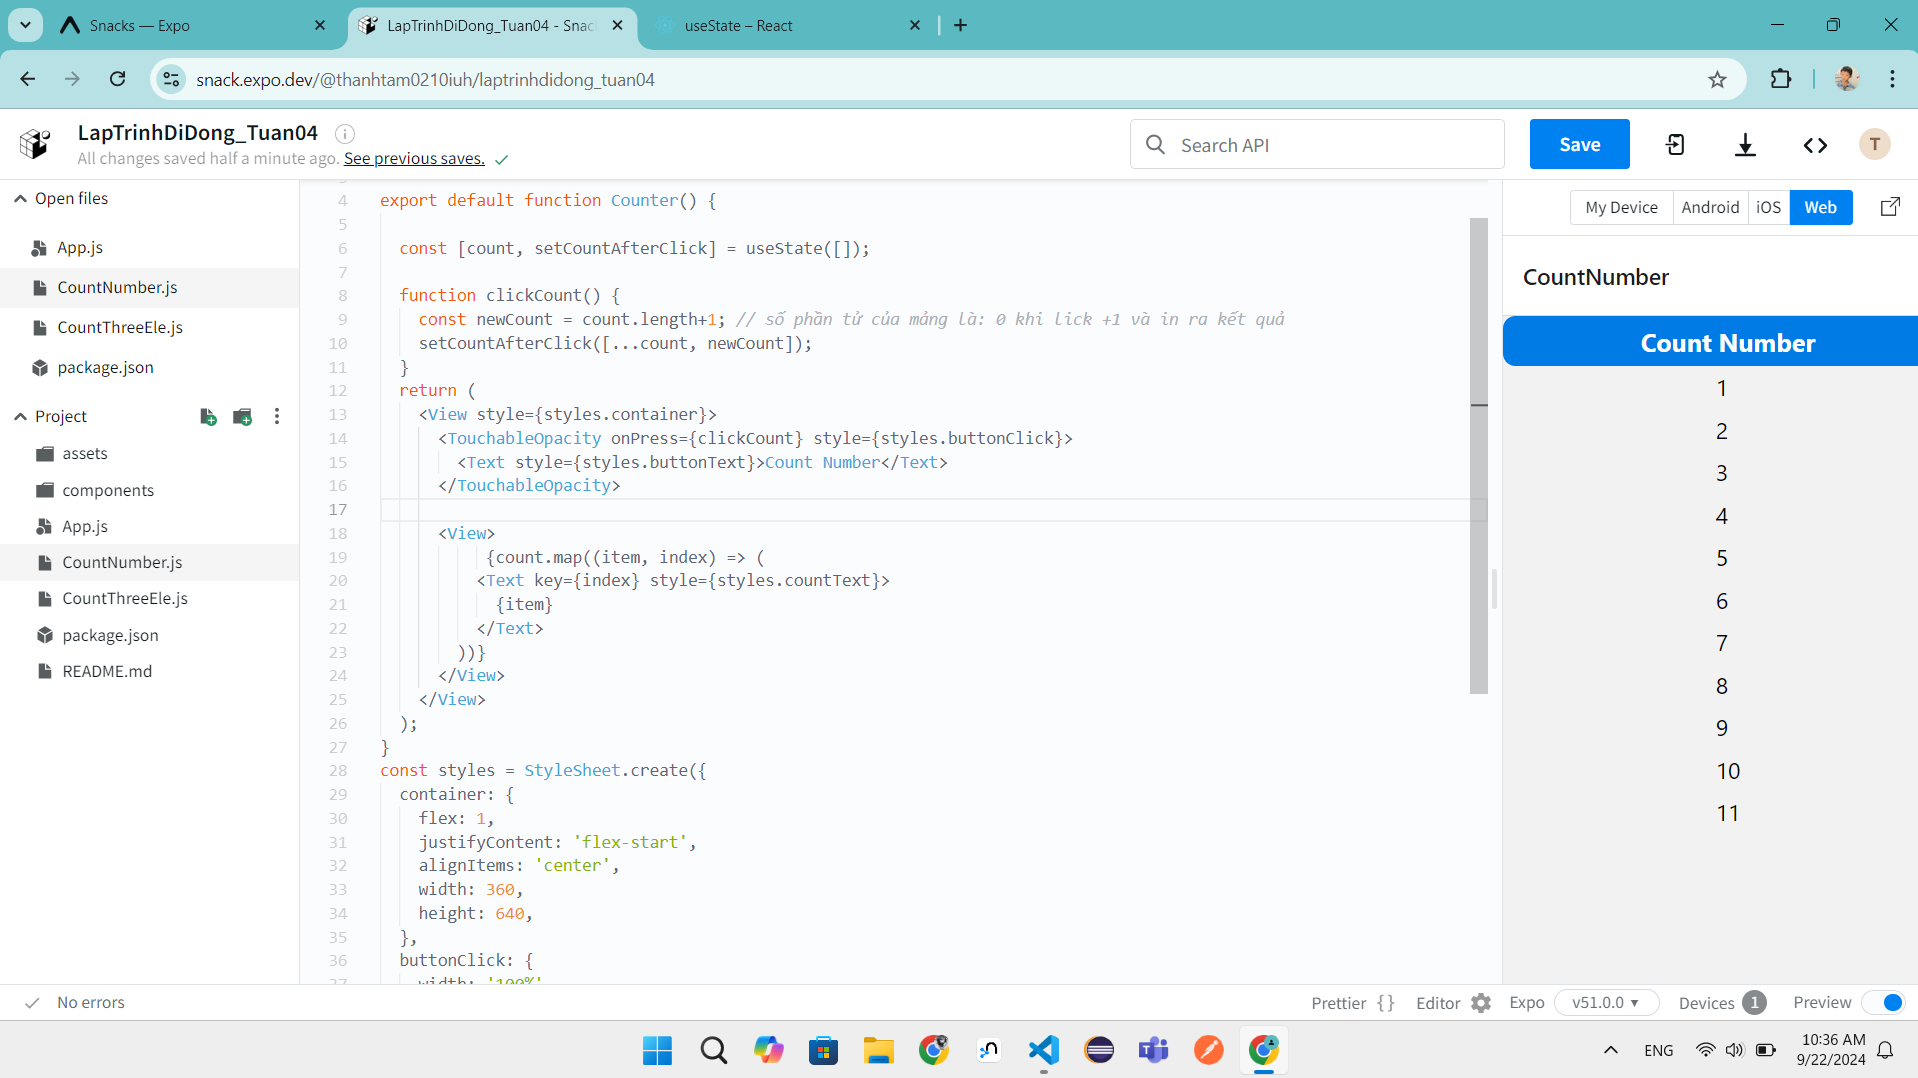 Snacks — Expo
LapTrinhDiDong_Tuan04 - Snac
useState – React
snack.expo.dev/@thanhtam0210iuh/laptrinhdidong_tuan04
LapTrinhDiDong_Tuan04
All changes saved half a minute ago. See previous saves.
Search API
Save
T
Open files
App.js
CountNumber.js
CountThreeEle.js
package.json
Project
assets
components
App.js
CountNumber.js
CountThreeEle.js
package.json
README.md
4 export default function Counter() {
5
6 const [count, setCountAfterClick] = useState([]);
7
8 function clickCount() {
9 const newCount = count.length+1; // số phần tử của mảng là: 0 khi lick +1 và in ra kết quả
10 setCountAfterClick([...count, newCount]);
11 }
12 return (
13 <View style={styles.container}>
14 <TouchableOpacity onPress={clickCount} style={styles.buttonClick}>
15 <Text style={styles.buttonText}>Count Number</Text>
16 </TouchableOpacity>
17
18 <View>
19 {count.map((item, index) => (
20 <Text key={index} style={styles.countText}>
21 {item}
22 </Text>
23 ))}
24 </View>
25 </View>
26 );
27 }
28 const styles = StyleSheet.create({
29 container: {
30 flex: 1,
31 justifyContent: 'flex-start',
32 alignItems: 'center',
33 width: 360,
34 height: 640,
35 },
36 buttonClick: {
37 width: '100%'
My Device
Android
iOS
Web
CountNumber
Count Number
1
2
3
4
5
6
7
8
9
10
11
No errors
Prettier { }
Editor
Expo
v51.0.0
Devices 1
Preview
ENG
10:36 AM
9/22/2024